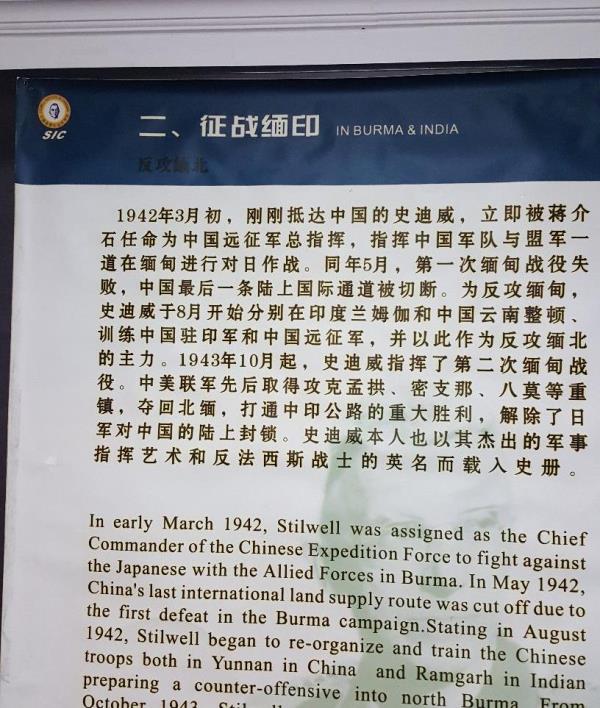 SIC
二、征战缅印 IN BURMA & INDIA
反攻缅北
1942年3月初，刚刚抵达中国的史迪威，立即被蒋介
石任命为中国远征军总指挥，指挥中国军队与盟军一
道在缅甸进行对日作战。同年5月，第一次缅甸战役失
败，中国最后一条陆上国际通道被切断。为反攻缅甸，
史迪威于8月开始分别在印度兰姆伽和中国云南整顿、
训练中国驻印军和中国远征军，并以此作为反攻缅北
的主力。1943年10月起，史迪威指挥了第二次缅甸战
役。中美联军先后取得攻克孟拱、密支那、八莫等重
镇，夺回北缅，打通中印公路的重大胜利，解除了日
军对中国的陆上封锁。史迪威本人也以其杰出的军事
指挥艺术和反法西斯战士的英名而载入史册。
In early March 1942, Stilwell was assigned as the Chief
Commander of the Chinese Expedition Force to fight against
the Japanese with the Allied Forces in Burma. In May 1942,
China's last international land supply route was cut off due to
the first defeat in the Burma campaign.Stating in August
1942, Stilwell began to re-organize and train the Chinese
troops both in Yunnan in China and Ramgarh in Indian
preparing a counter-offensive into north Burma. From
October 1943, Stilwell